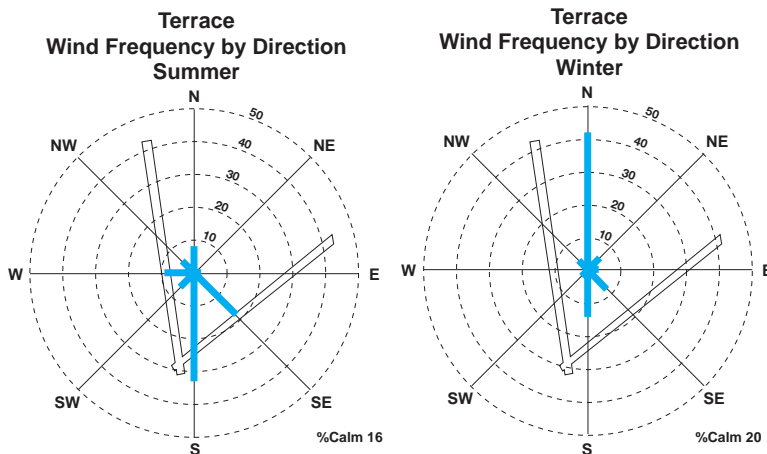 Terrace
Wind Frequency by Direction
Summer
N
50
NW
NE
40
30
20
10
W
E
SW
SE
S
%Calm 16
Terrace
Wind Frequency by Direction
Winter
N
50
NW
NE
40
30
20
10
W
E
SW
SE
S
%Calm 20